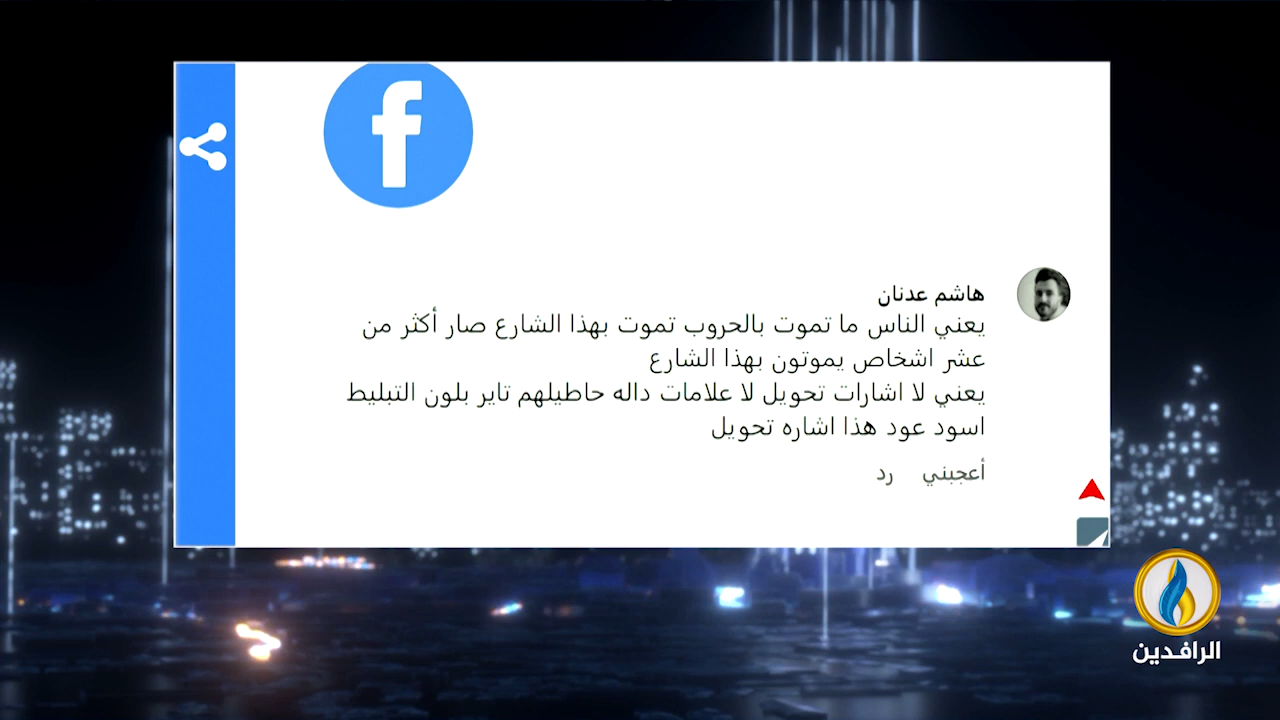 هاشم عدنان
يعني الناس ما تموت بالحروب تموت بهذا الشارع صار أكثر من
عشر اشخاص يموتون بهذا الشارع
يعني لا اشارات تحويل لا علامات داله حاطيلهم تاير بلون التبليط
اسود عود هذا اشاره تحويل
أعجبني رد
الرافدين